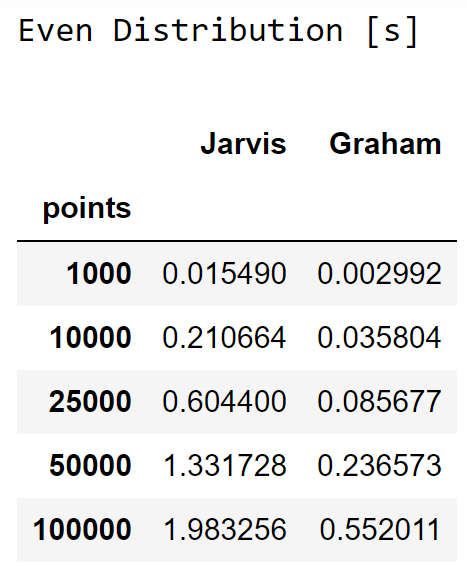 Even Distribution [s]
Jarvis Graham
points
1000 0.015490 0.002992
10000 0.210664 0.035804
25000 0.604400 0.085677
50000 1.331728 0.236573
100000 1.983256 0.552011